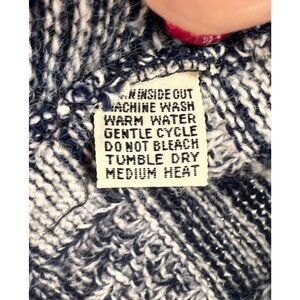 INSIDE OUT
MACHINE WASH
WARM WATER
GENTLE CYCLE
DO NOT BLEACH
TUMBLE DRY
MEDIUM HEAT